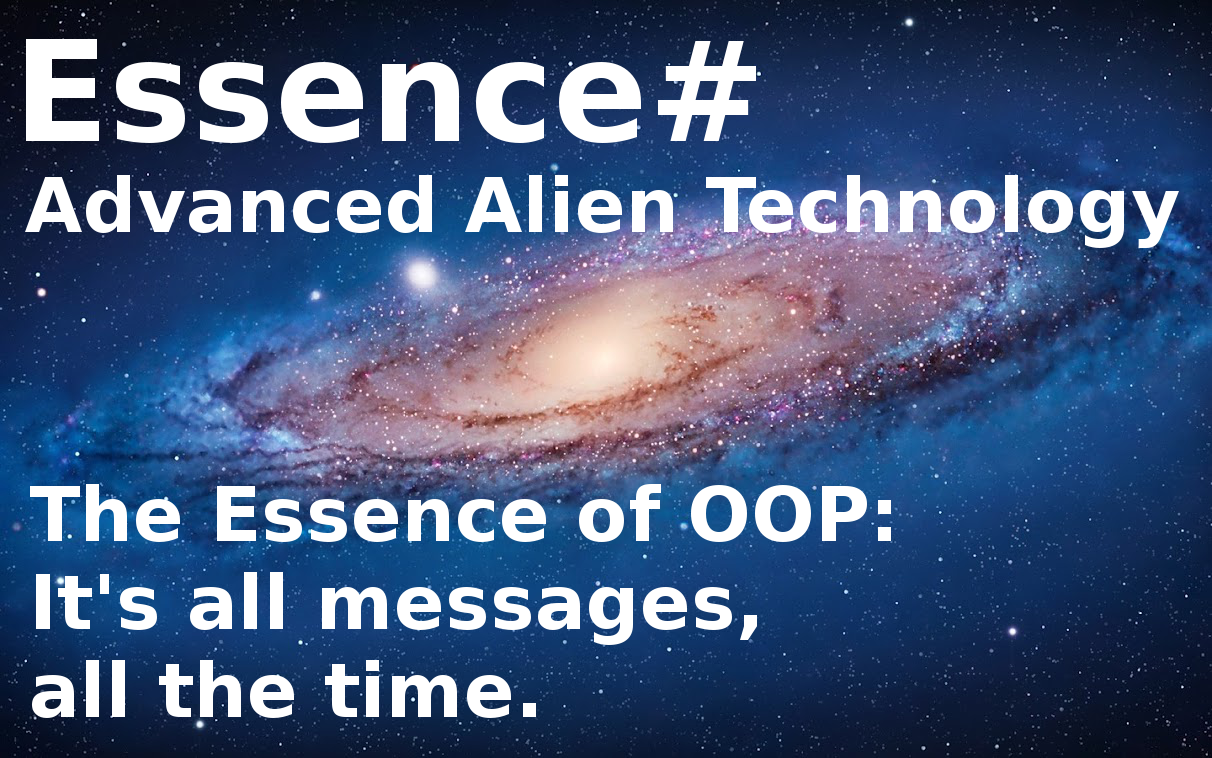 Essence#
Advanced Alien Technology
The Essence of OOP:
It's all messages,
all the time.